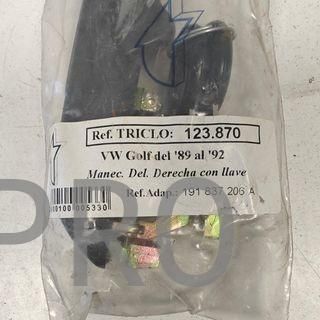 Ref. TRICLO: 123.870
VW Golf del '89 al '92
Manec. Del. Derecha con llave
Ref.Adap.: 191 837 206 A
PRO